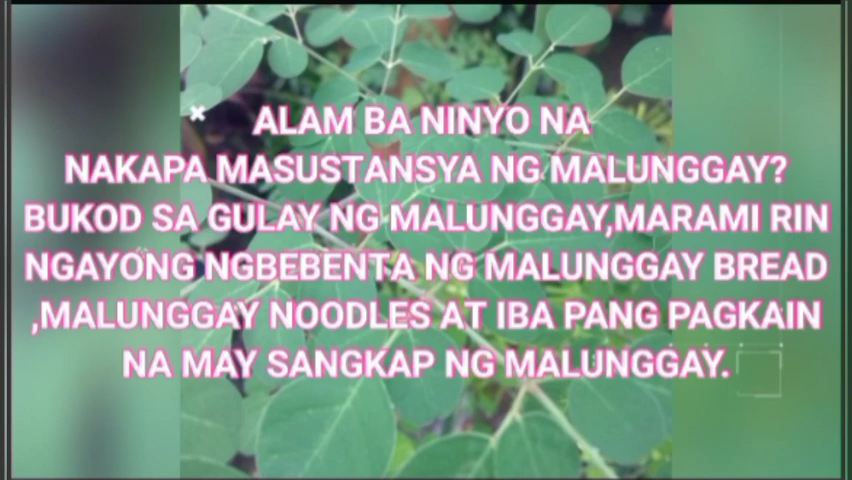 ALAM BA NINYO NA
NAKAPA MASUSTANSYA NG MALUNGGAY?
BUKOD SA GULAY NG MALUNGGAY,MARAMI RIN
NGAYONG NGBEBENTA NG MALUNGGAY BREAD
,MALUNGGAY NOODLES AT IBA PANG PAGKAIN
NA MAY SANGKAP NG MALUNGGAY.